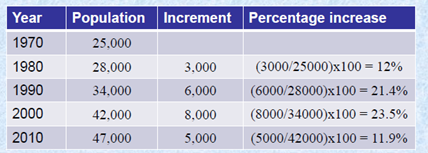 Year Population Increment Percentage increase
1970 25,000
1980 28,000 3,000 (3000/25000)x100 = 12%
1990 34,000 6,000 (6000/28000)x100 = 21.4%
2000 42,000 8,000 (8000/34000)x100 = 23.5%
2010 47,000 5,000 (5000/42000)x100 = 11.9%